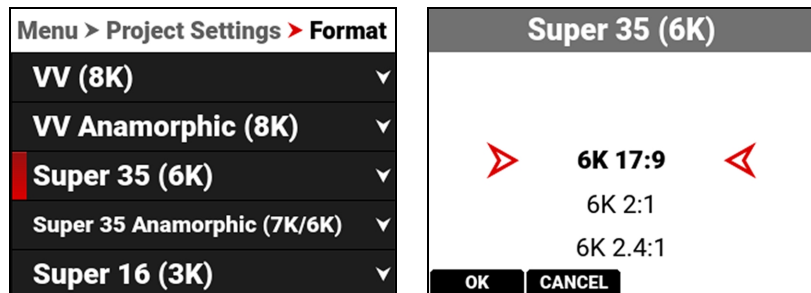 Menu > Project Settings > Format
VV (8K)
VV Anamorphic (8K)
Super 35 (6K)
Super 35 Anamorphic (7K/6K)
Super 16 (3K)
Super 35 (6K)
6K 17:9
6K 2:1
6K 2.4:1
OK CANCEL